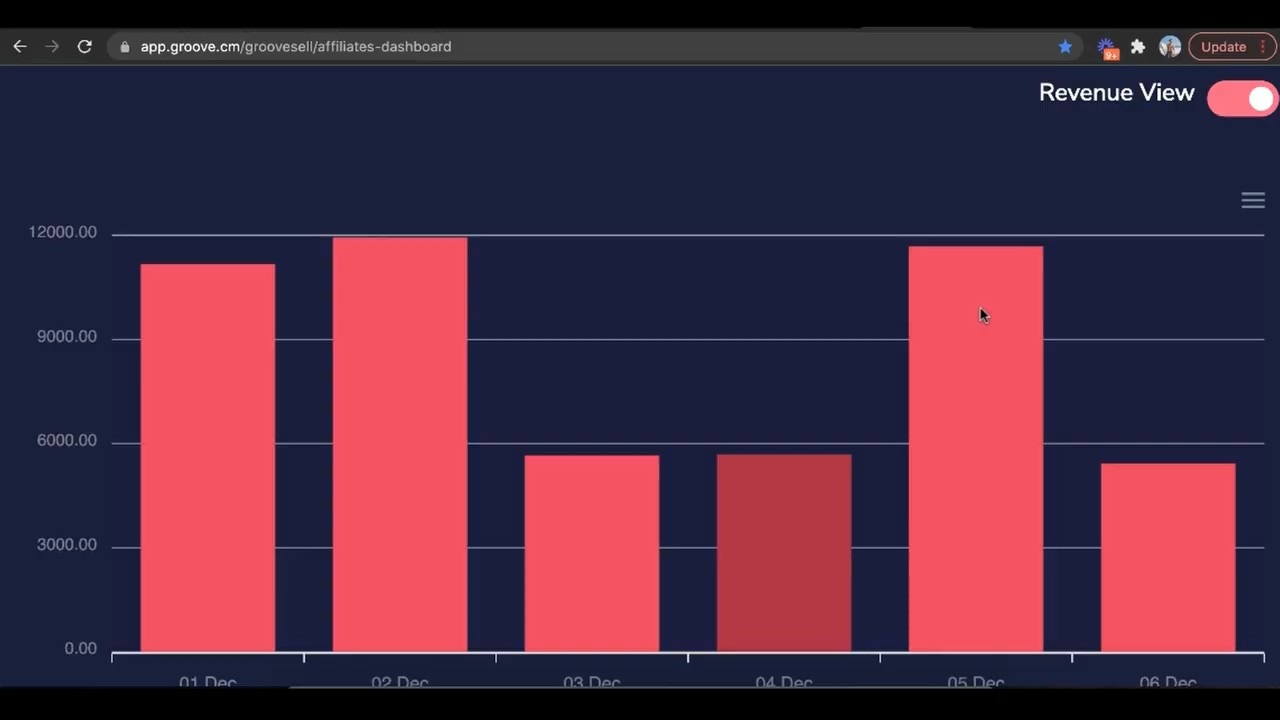 app.groove.cm/groovesell/affiliates-dashboard
9+
Update
Revenue View
12000.00
9000.00
6000.00
3000.00
0.00
01 Dec
02 Dec
03 Dec
04 Dec
05 Dec
06 Dec